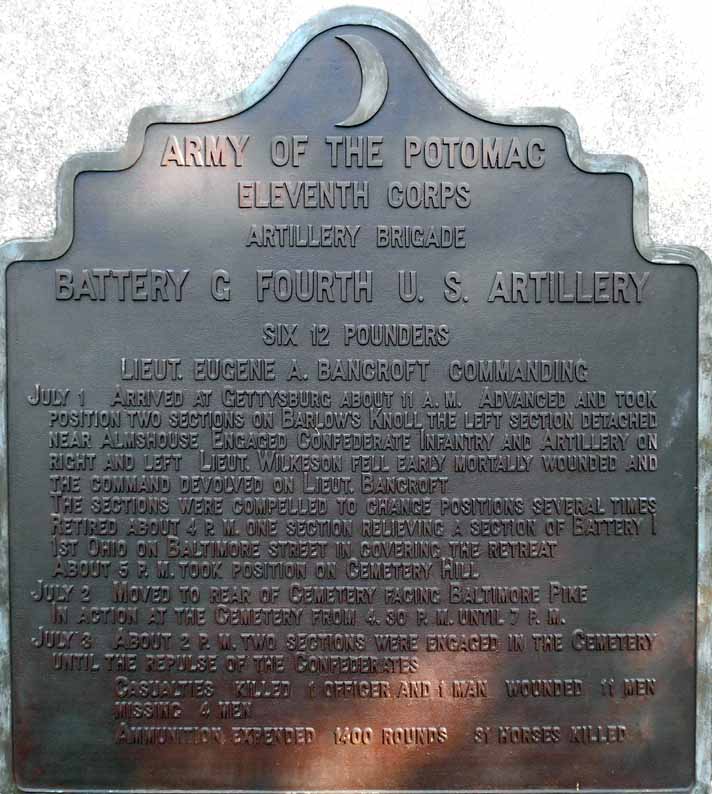 ARMY OF THE POTOMAC
ELEVENTH CORPS
ARTILLERY BRIGADE
BATTERY G FOURTH U. S. ARTILLERY
SIX 12 POUNDERS
LIEUT. EUGENE A. BANCROFT COMMANDING
JULY 1 ARRIVED AT GETTYSBURG ABOUT 11 A. M. ADVANCED AND TOOK
POSITION TWO SECTIONS ON BARLOW'S KNOLL THE LEFT SECTION DETACHED
NEAR ALMSHOUSE ENGAGED CONFEDERATE INFANTRY AND ARTILLERY ON
RIGHT AND LEFT LIEUT. WILKESON FELL EARLY MORTALLY WOUNDED AND
THE COMMAND DEVOLVED ON LIEUT. BANCROFT
THE SECTIONS WERE COMPELLED TO CHANGE POSITIONS SEVERAL TIMES
RETIRED ABOUT 4 P. M. ONE SECTION RELIEVING A SECTION OF BATTERY I
1ST OHIO ON BALTIMORE STREET IN COVERING THE RETREAT
ABOUT 5 P. M. TOOK POSITION ON CEMETERY HILL
JULY 2 MOVED TO REAR OF CEMETERY FACING BALTIMORE PIKE
IN ACTION AT THE CEMETERY FROM 4.30 P. M. UNTIL 7 P. M.
JULY 3 ABOUT 2 P. M. TWO SECTIONS WERE ENGAGED IN THE CEMETERY
UNTIL THE REPULSE OF THE CONFEDERATES
CASUALTIES KILLED 1 OFFICER AND 1 MAN WOUNDED 11 MEN
MISSING 4 MEN
AMMUNITION EXPENDED 1400 ROUNDS 31 HORSES KILLED